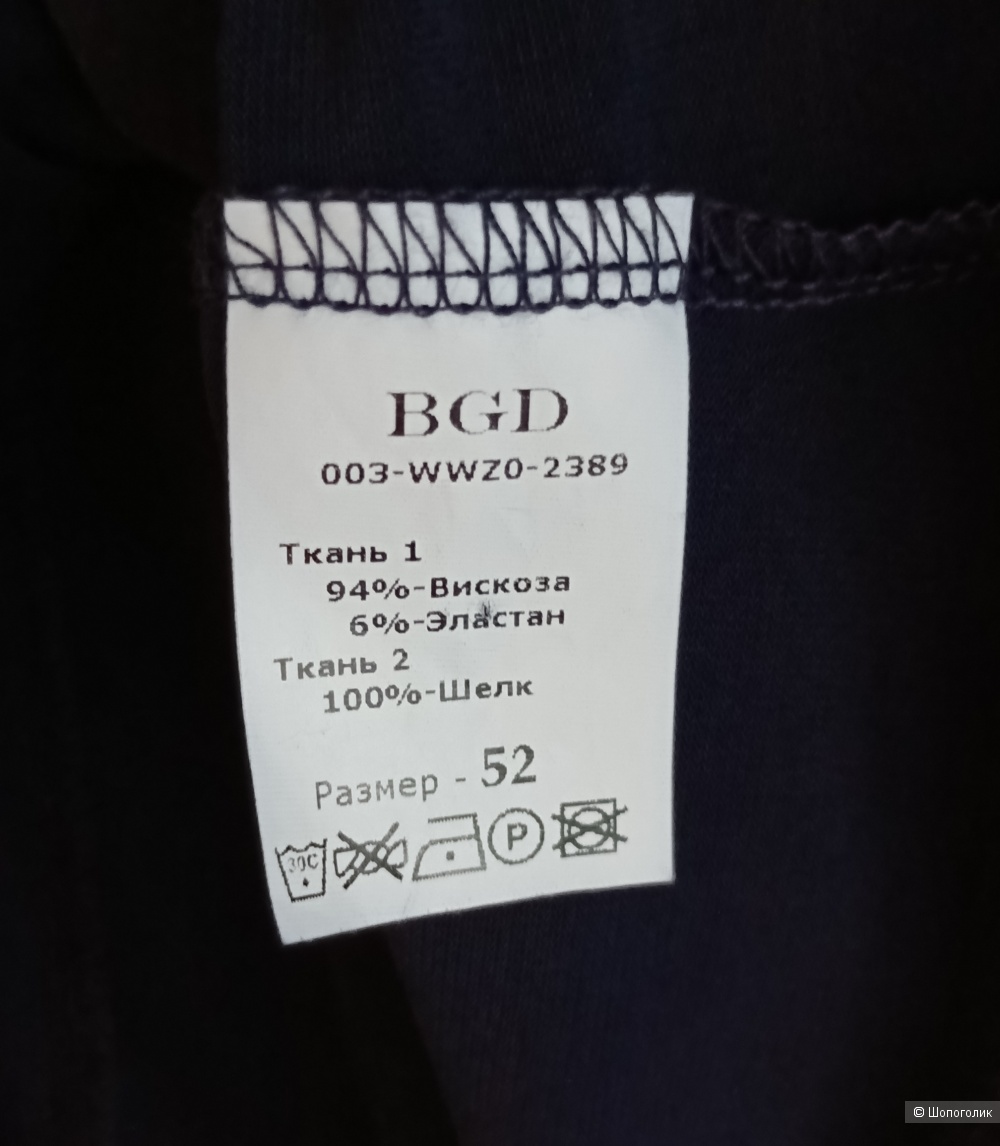 BGD
003-WWZ0-2389
Ткань 1
94%-Вискоза
6%-Эластан
Ткань 2
100%-Шелк
Размер - 52
30C
P
© Шопоголик